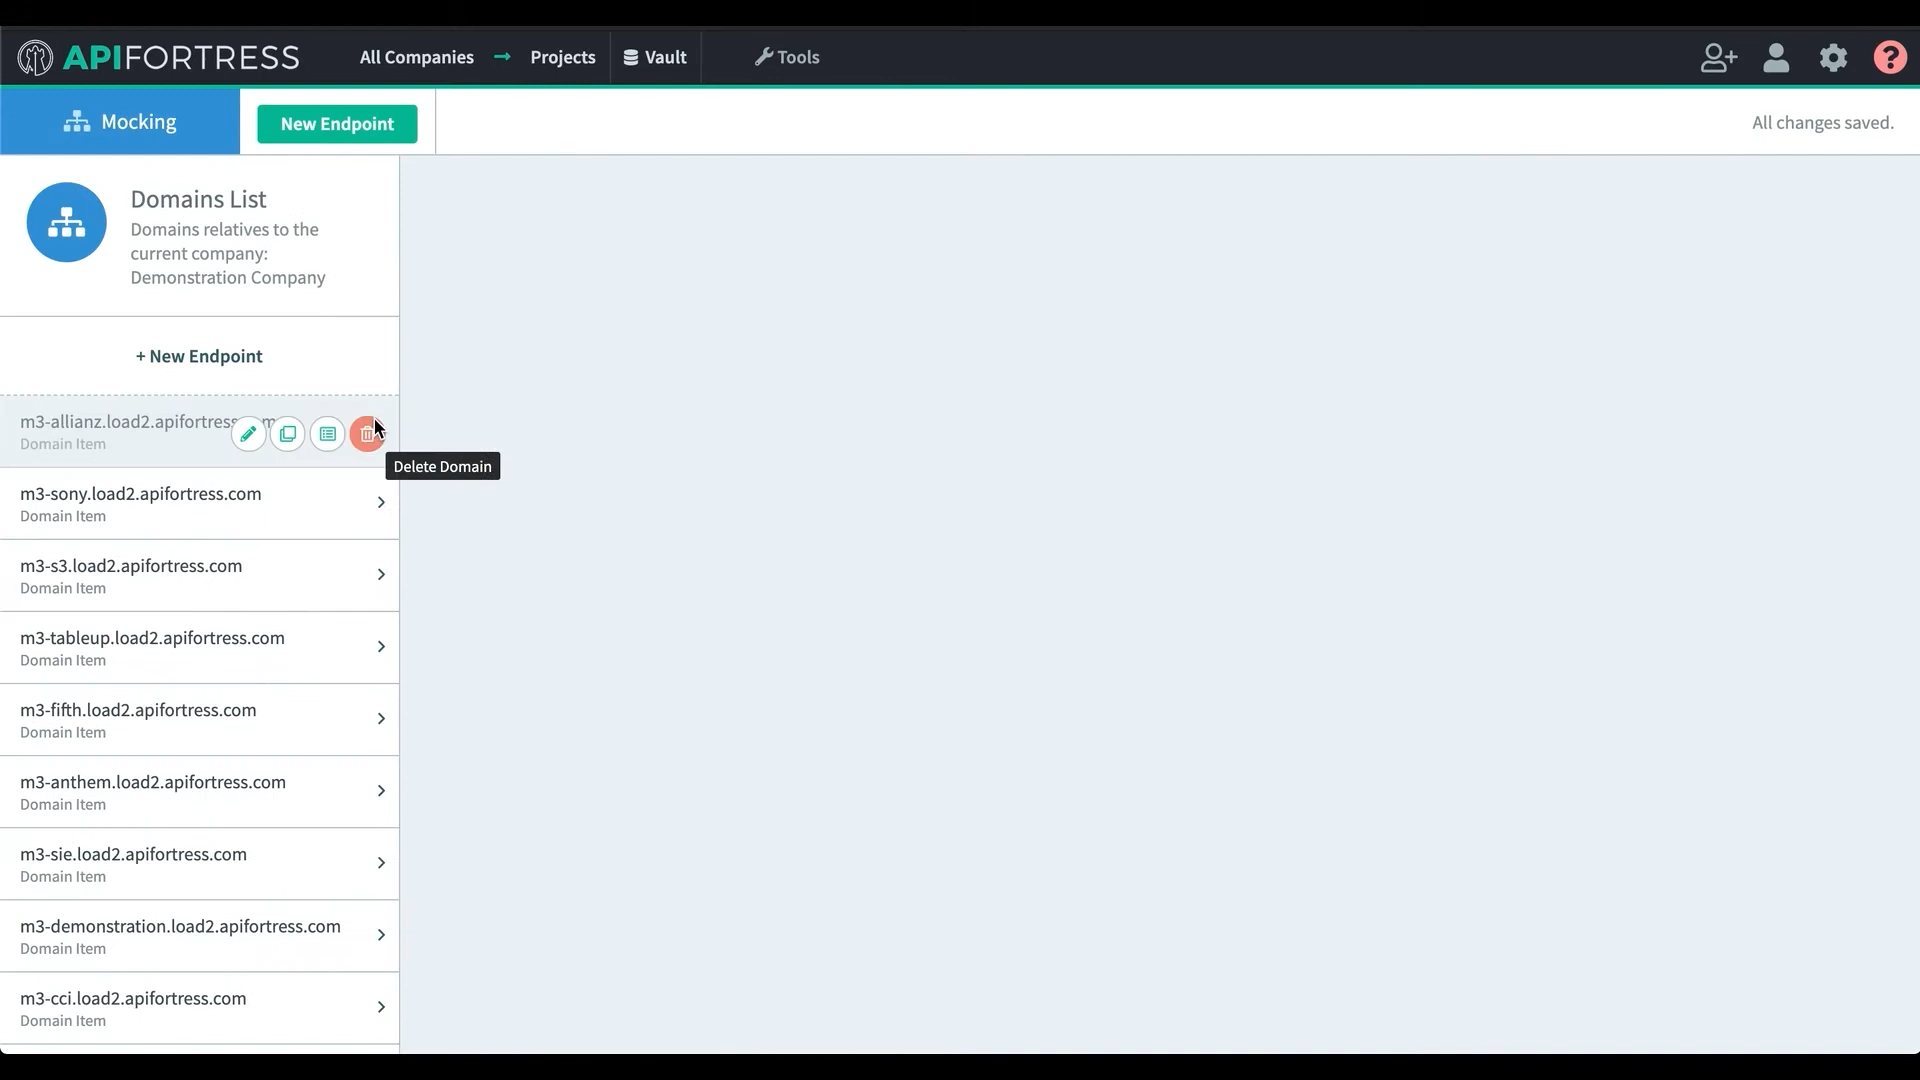 APIFORTRESS
All Companies → Projects
Vault
Tools
?
Mocking
New Endpoint
All changes saved.
Domains List
Domains relatives to the
current company:
Demonstration Company
+ New Endpoint
m3-allianz.load2.apifortress
Domain Item
Delete Domain
m3-sony.load2.apifortress.com
Domain Item
m3-s3.load2.apifortress.com
Domain Item
m3-tableup.load2.apifortress.com
Domain Item
m3-fifth.load2.apifortress.com
Domain Item
m3-anthem.load2.apifortress.com
Domain Item
m3-sie.load2.apifortress.com
Domain Item
m3-demonstration.load2.apifortress.com
Domain Item
m3-cci.load2.apifortress.com
Domain Item